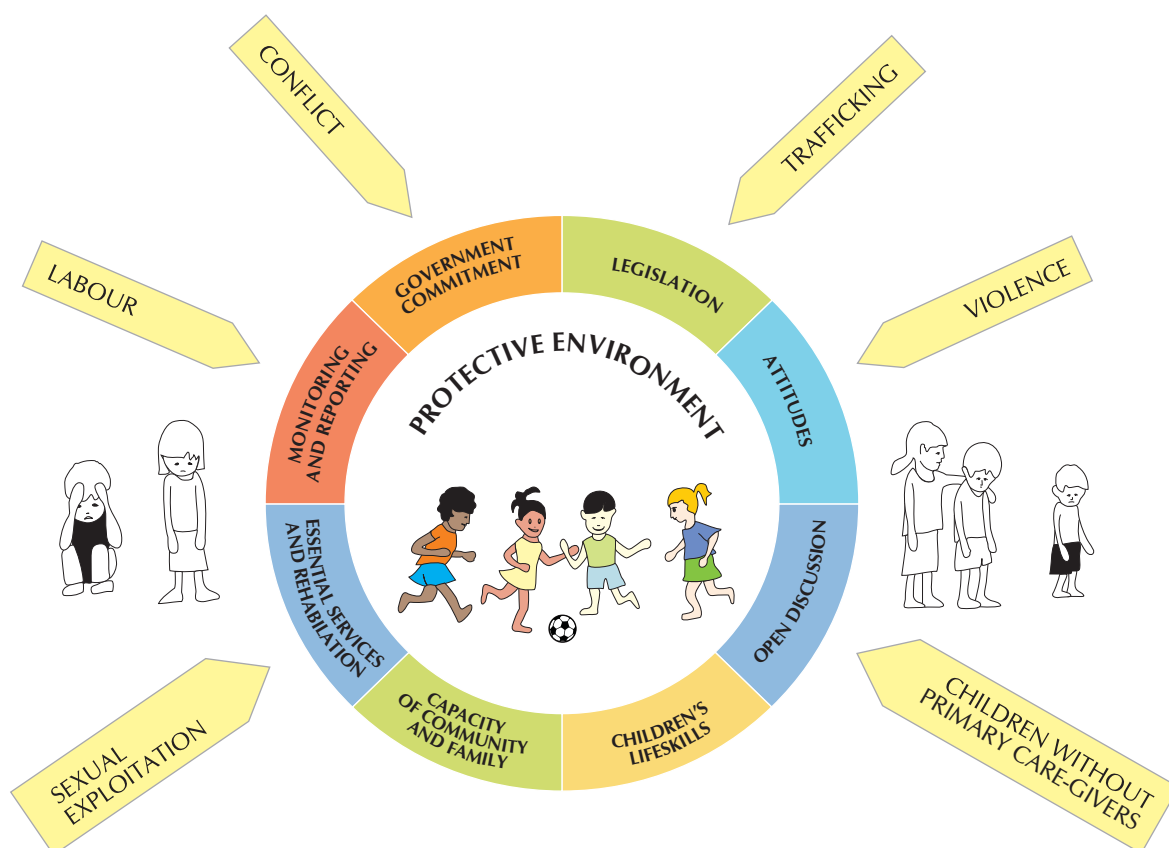 CONFLICT
TRAFFICKING
LABOUR
VIOLENCE
GOVERNMENT
COMMITMENT
LEGISLATION
ATTITUDES
OPEN DISCUSSION
CHILDREN'S
LIFESKILLS
CAPACITY
OF COMMUNITY
AND FAMILY
ESSENTIAL SERVICES
AND REHABILATION
MONITORING
AND REPORTING
PROTECTIVE ENVIRONMENT
SEXUAL
EXPLOITATION
CHILDREN WITHOUT
PRIMARY CARE-GIVERS